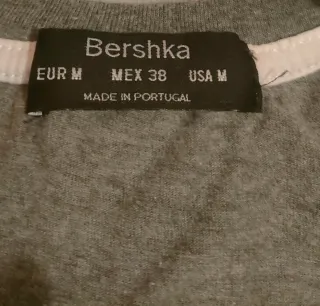 Bershka
EUR M MEX 38 USA M
MADE IN PORTUGAL